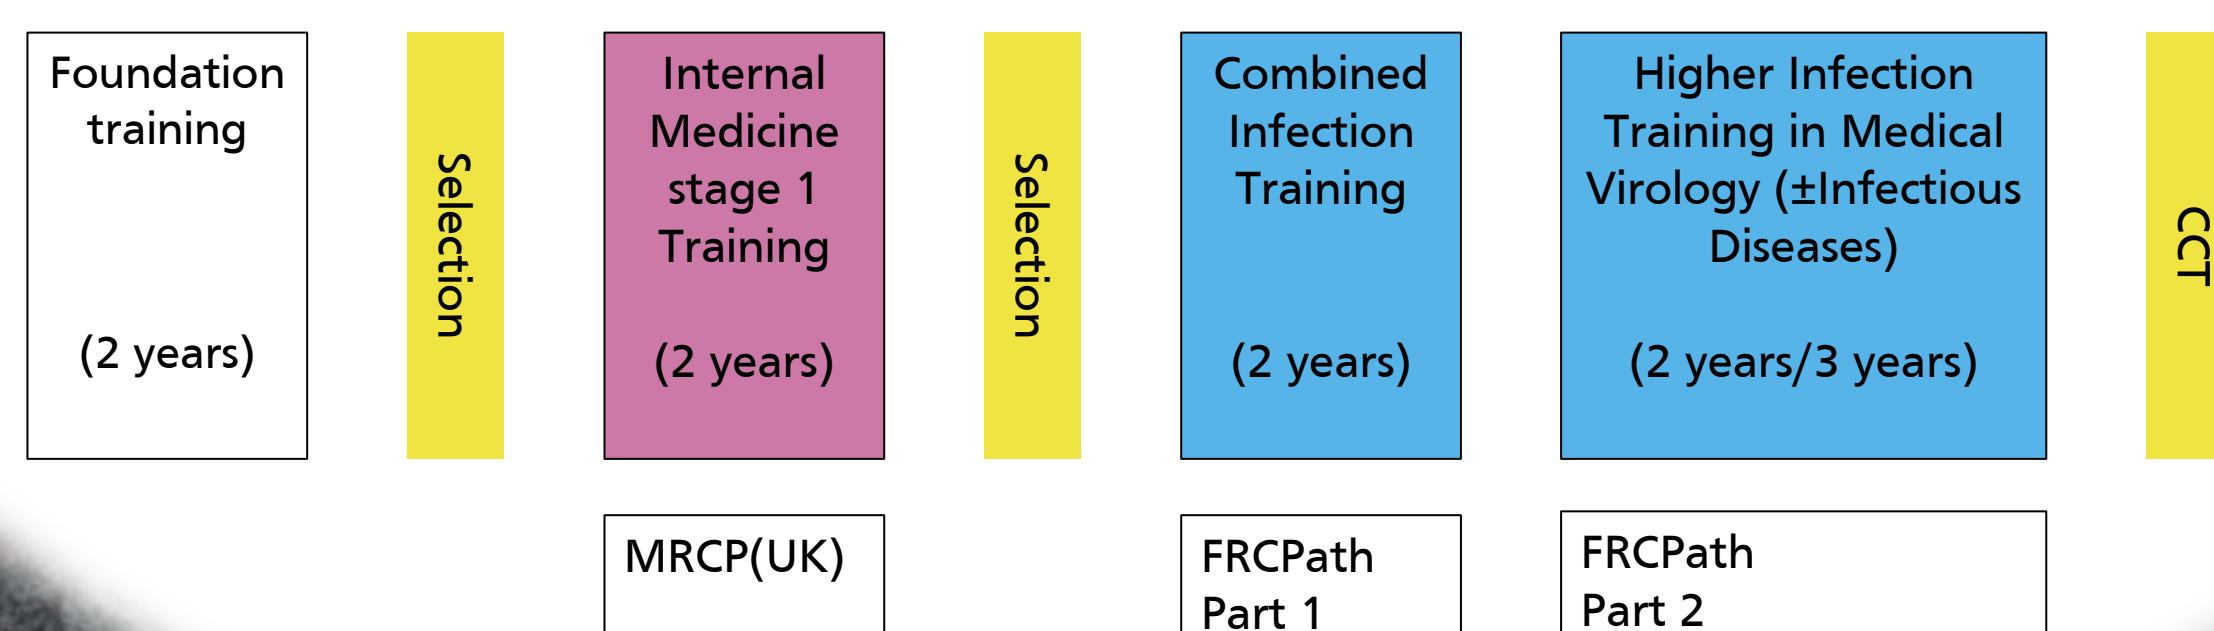 Foundation
training
(2 years)
Selection
Internal
Medicine
stage 1
Training
(2 years)
Selection
Combined
Infection
Training
(2 years)
Higher Infection
Training in Medical
Virology (±Infectious
Diseases)
(2 years/3 years)
CCT
MRCP(UK)
FRCPath
Part 1
FRCPath
Part 2